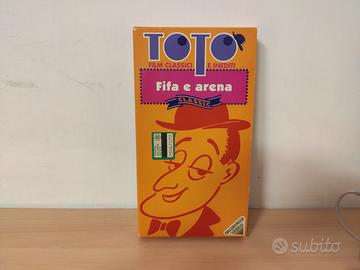 TOTO'
FILM CLASSICI E INEDITI
Fifa e arena
CLASSIC
subito